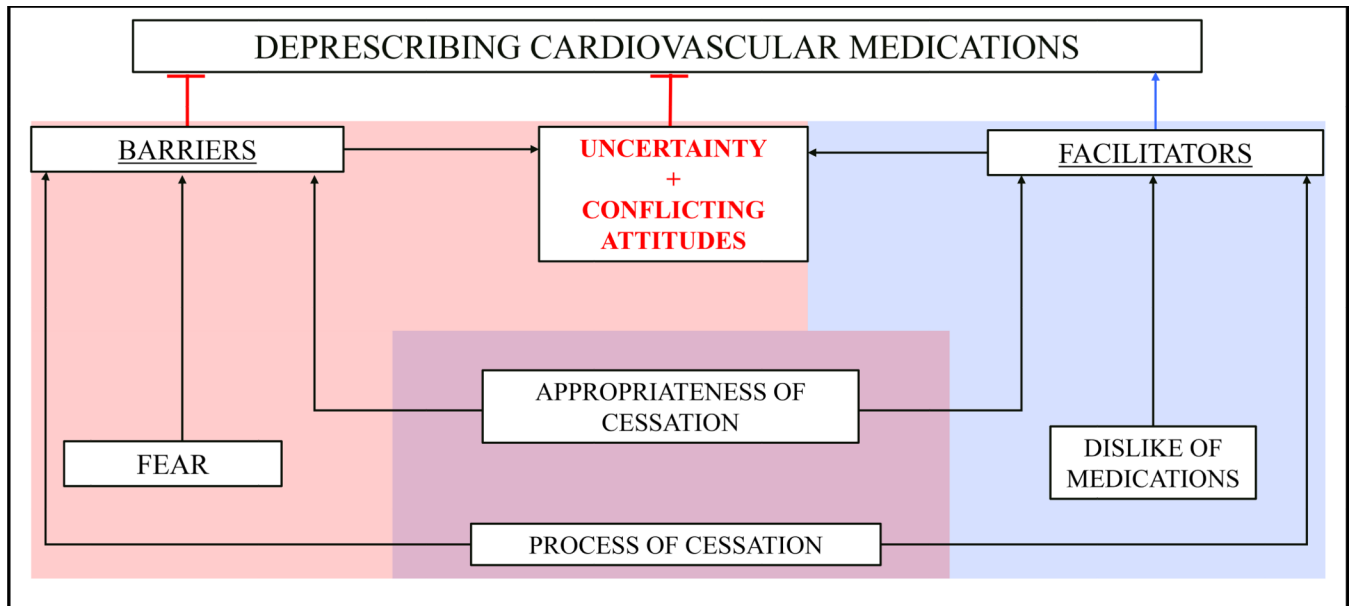 DEPRESCRIBING CARDIOVASCULAR MEDICATIONS
BARRIERS
UNCERTAINTY
+
CONFLICTING
ATTITUDES
FACILITATORS
APPROPRIATENESS OF
CESSATION
FEAR
DISLIKE OF
MEDICATIONS
PROCESS OF CESSATION